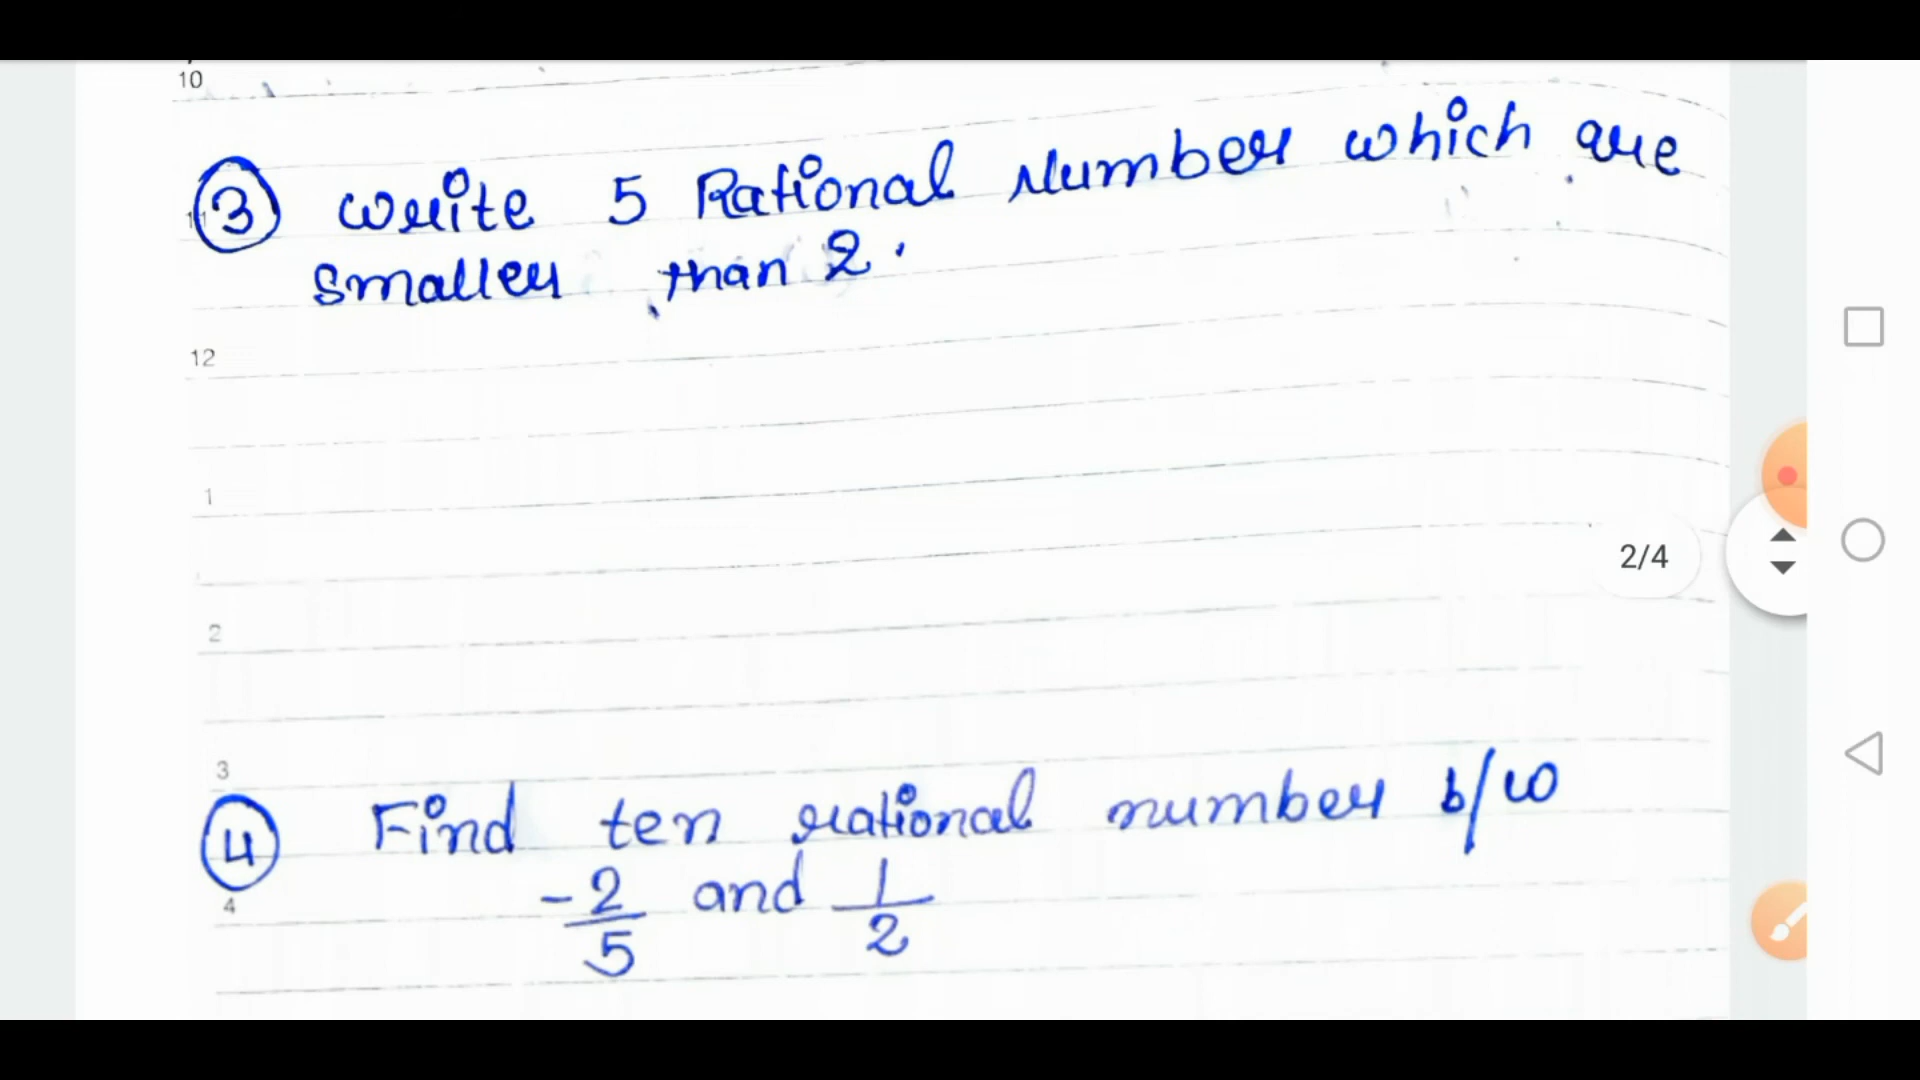 10
11 3 Write 5 Rational Number which are
smaller than 2.
12
1
2/4
2
3
4 Find ten rational number b/w
4
-2/5 and 1/2